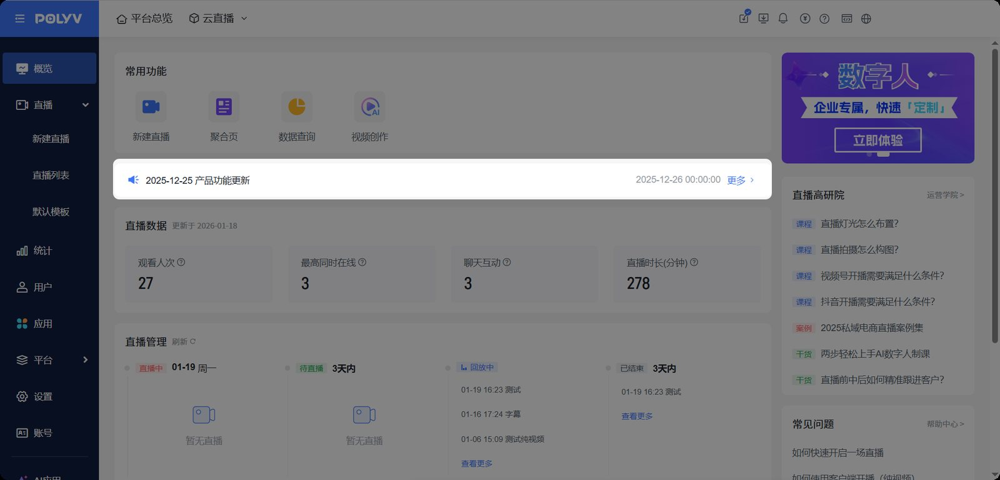 POLYV
平台总览
云直播
概览
直播
新建直播
直播列表
默认模板
统计
用户
应用
平台
设置
账号
AI应用
常用功能
新建直播
聚合页
数据查询
AI
视频创作
2025-12-25 产品功能更新
2025-12-26 00:00:00 更多 >
直播数据 更新于 2026-01-18
观看人次
27
最高同时在线
3
聊天互动
3
直播时长(分钟)
278
直播管理 刷新
直播中 01-19 周一
暂无直播
待直播 3天内
暂无直播
回放中
01-19 16:23 测试
01-16 17:24 字幕
01-06 15:09 测试纯视频
查看更多
已结束 3天内
01-19 16:23 测试
查看更多
数字人
企业专属，快速「定制」
立即体验
直播高研院 运营学院 >
课程 直播灯光怎么布置?
课程 直播拍摄怎么构图?
课程 视频号开播需要满足什么条件?
课程 抖音开播需要满足什么条件?
案例 2025私域电商直播案例集
干货 两步轻松上手AI数字人制课
干货 直播前中后如何精准跟进客户?
常见问题 帮助中心 >
如何快速开启一场直播
如何使用客户端开播（纯视频）